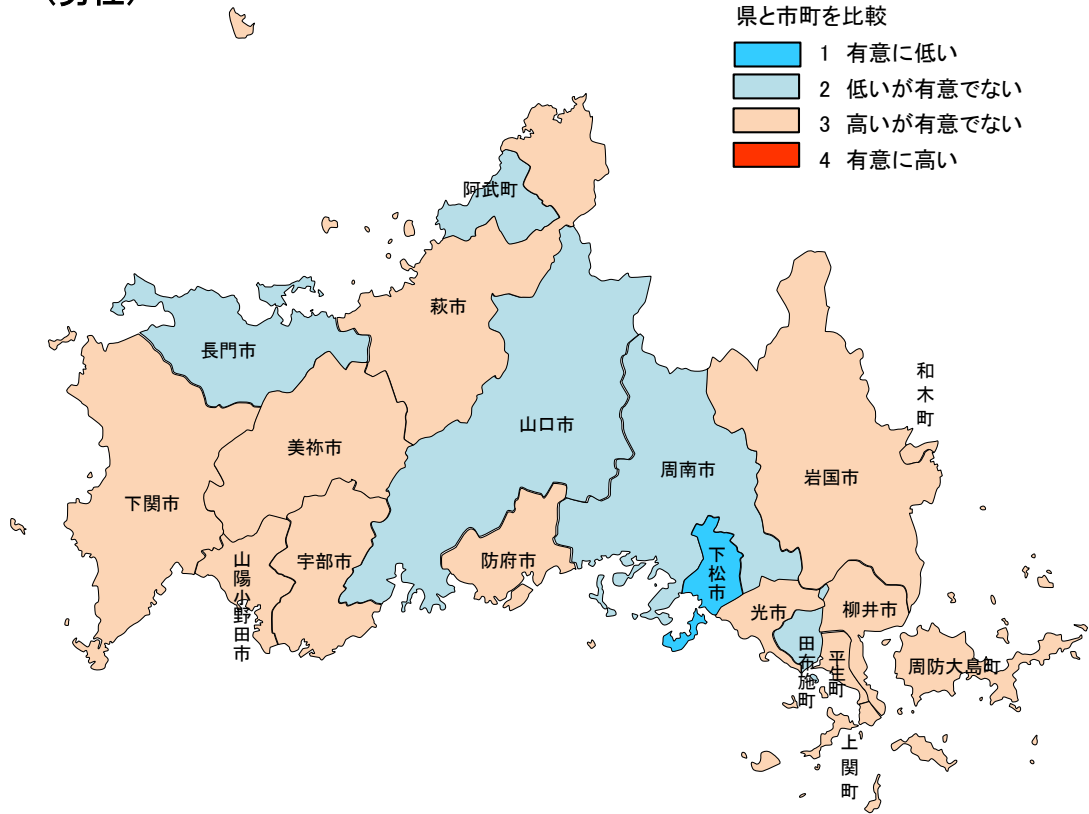 (男性)
県と市町を比較
1 有意に低い
2 低いが有意でない
3 高いが有意でない
4 有意に高い
阿武町
萩市
長門市
和木町
山口市
美祢市
周南市
岩国市
下関市
宇部市
防府市
山陽小野田市
下松市
光市
柳井市
田布施町
平生町
周防大島町
上関町